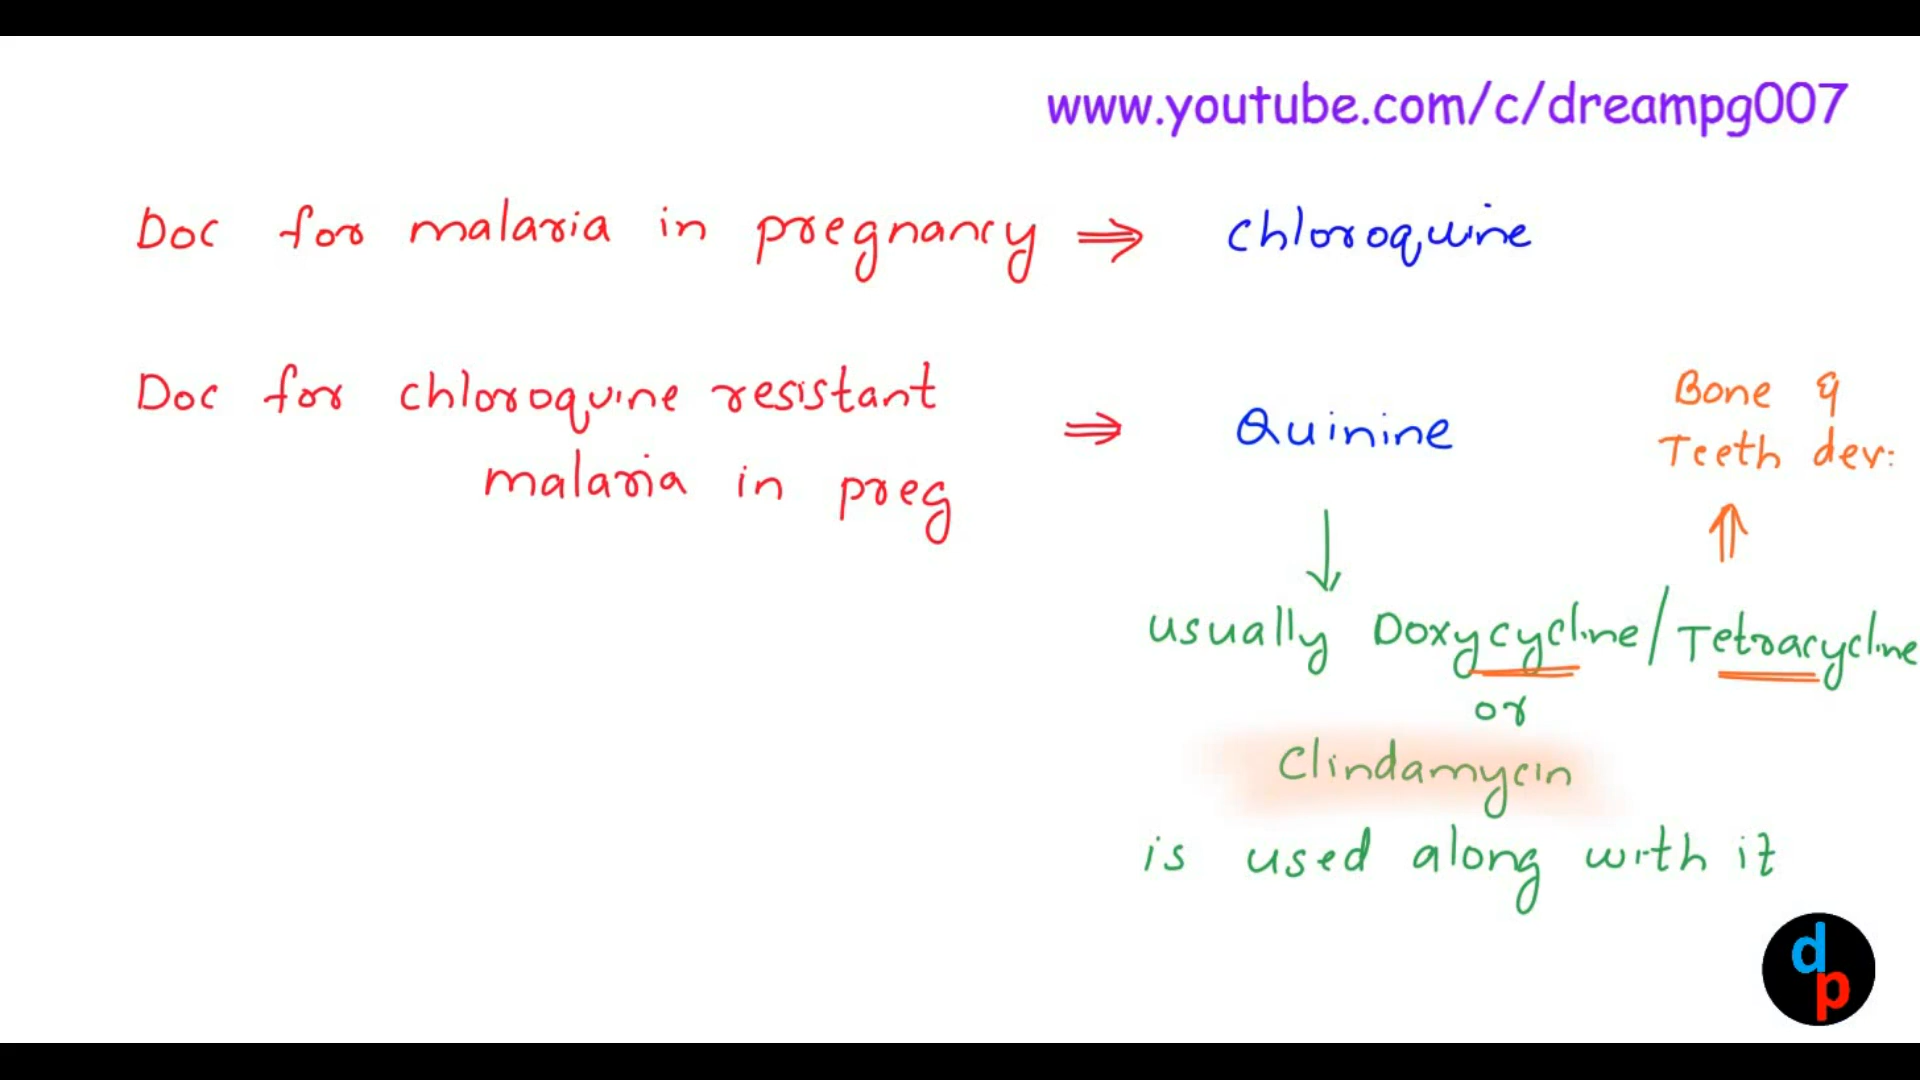 www.youtube.com/c/dreampg007
Doc for malaria in pregnancy ⇒ chloroquine
Doc for chloroquine resistant
malaria in preg ⇒ Quinine
Bone &
Teeth dev:
usually Doxycycline/Tetracycline
or
Clindamycin
is used along with it
dp